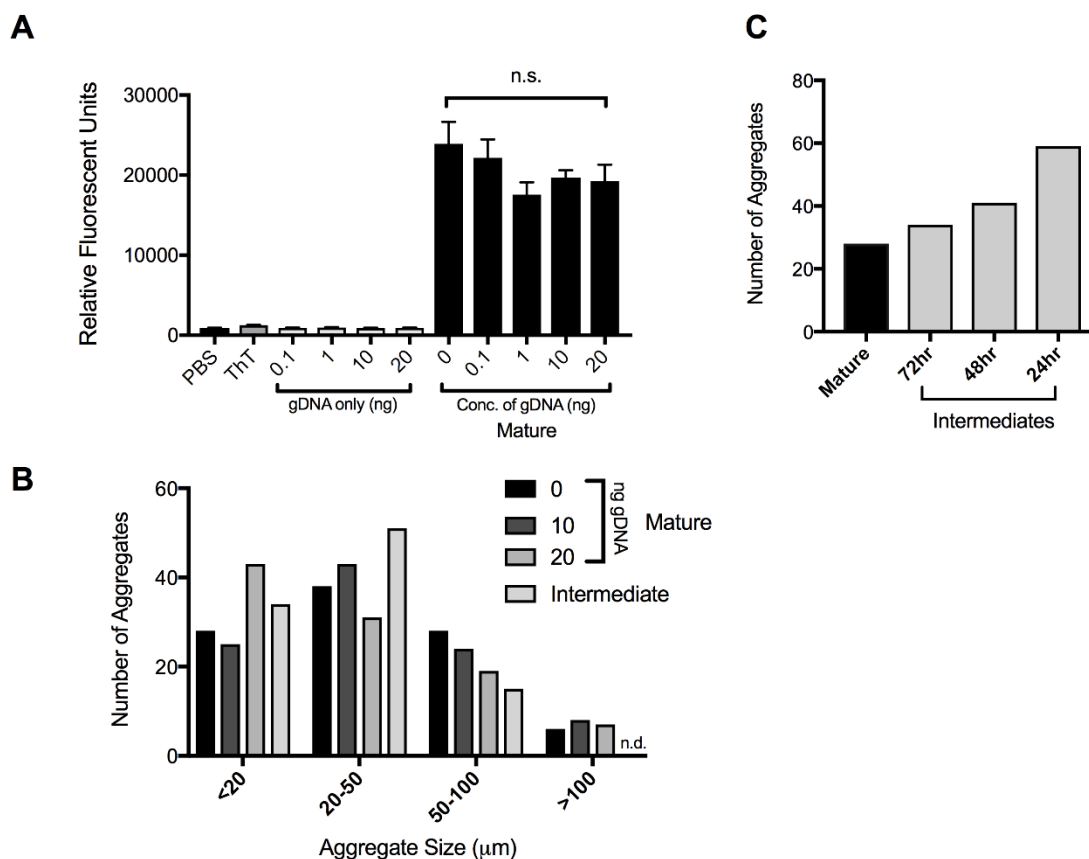 A
Relative Fluorescent Units
30000
20000
10000
0
n.s.
PBS
ThT
0.1
1
10
20
0
0.1
1
10
20
gDNA only (ng)
Conc. of gDNA (ng)
Mature
C
Number of Aggregates
80
60
40
20
0
Mature
72hr
48hr
24hr
Intermediates
B
Number of Aggregates
60
40
20
0
0
10
20
ng gDNA
Mature
Intermediate
n.d.
<20
20-50
50-100
>100
Aggregate Size (μm)